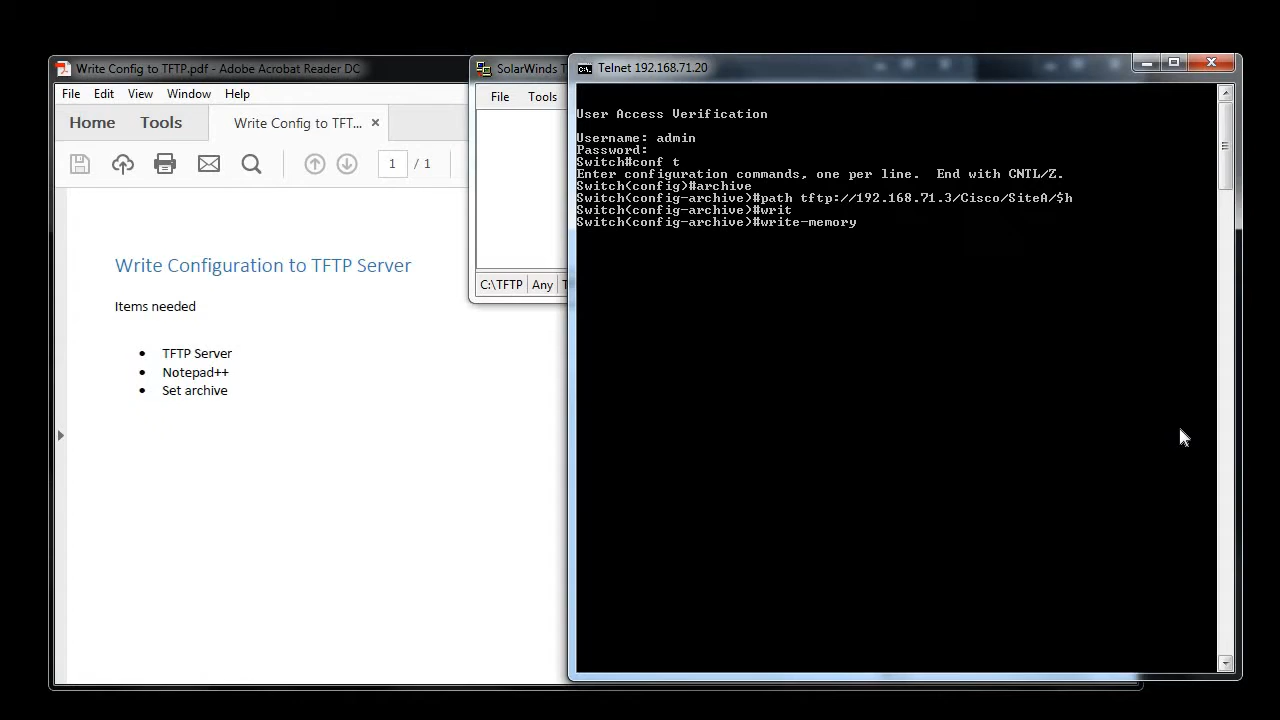 Write Config to TFTP.pdf - Adobe Acrobat Reader DC
File Edit View Window Help
Home Tools Write Config to TFT...
1 / 1
Write Configuration to TFTP Server
Items needed
• TFTP Server
• Notepad++
• Set archive
SolarWinds T
File Tools
C:\TFTP Any
Telnet 192.168.71.20
User Access Verification
Username: admin
Password:
Switch#conf t
Enter configuration commands, one per line.  End with CNTL/Z.
Switch(config)#archive
Switch(config-archive)#path tftp://192.168.71.3/Cisco/SiteA/$h
Switch(config-archive)#writ
Switch(config-archive)#write-memory